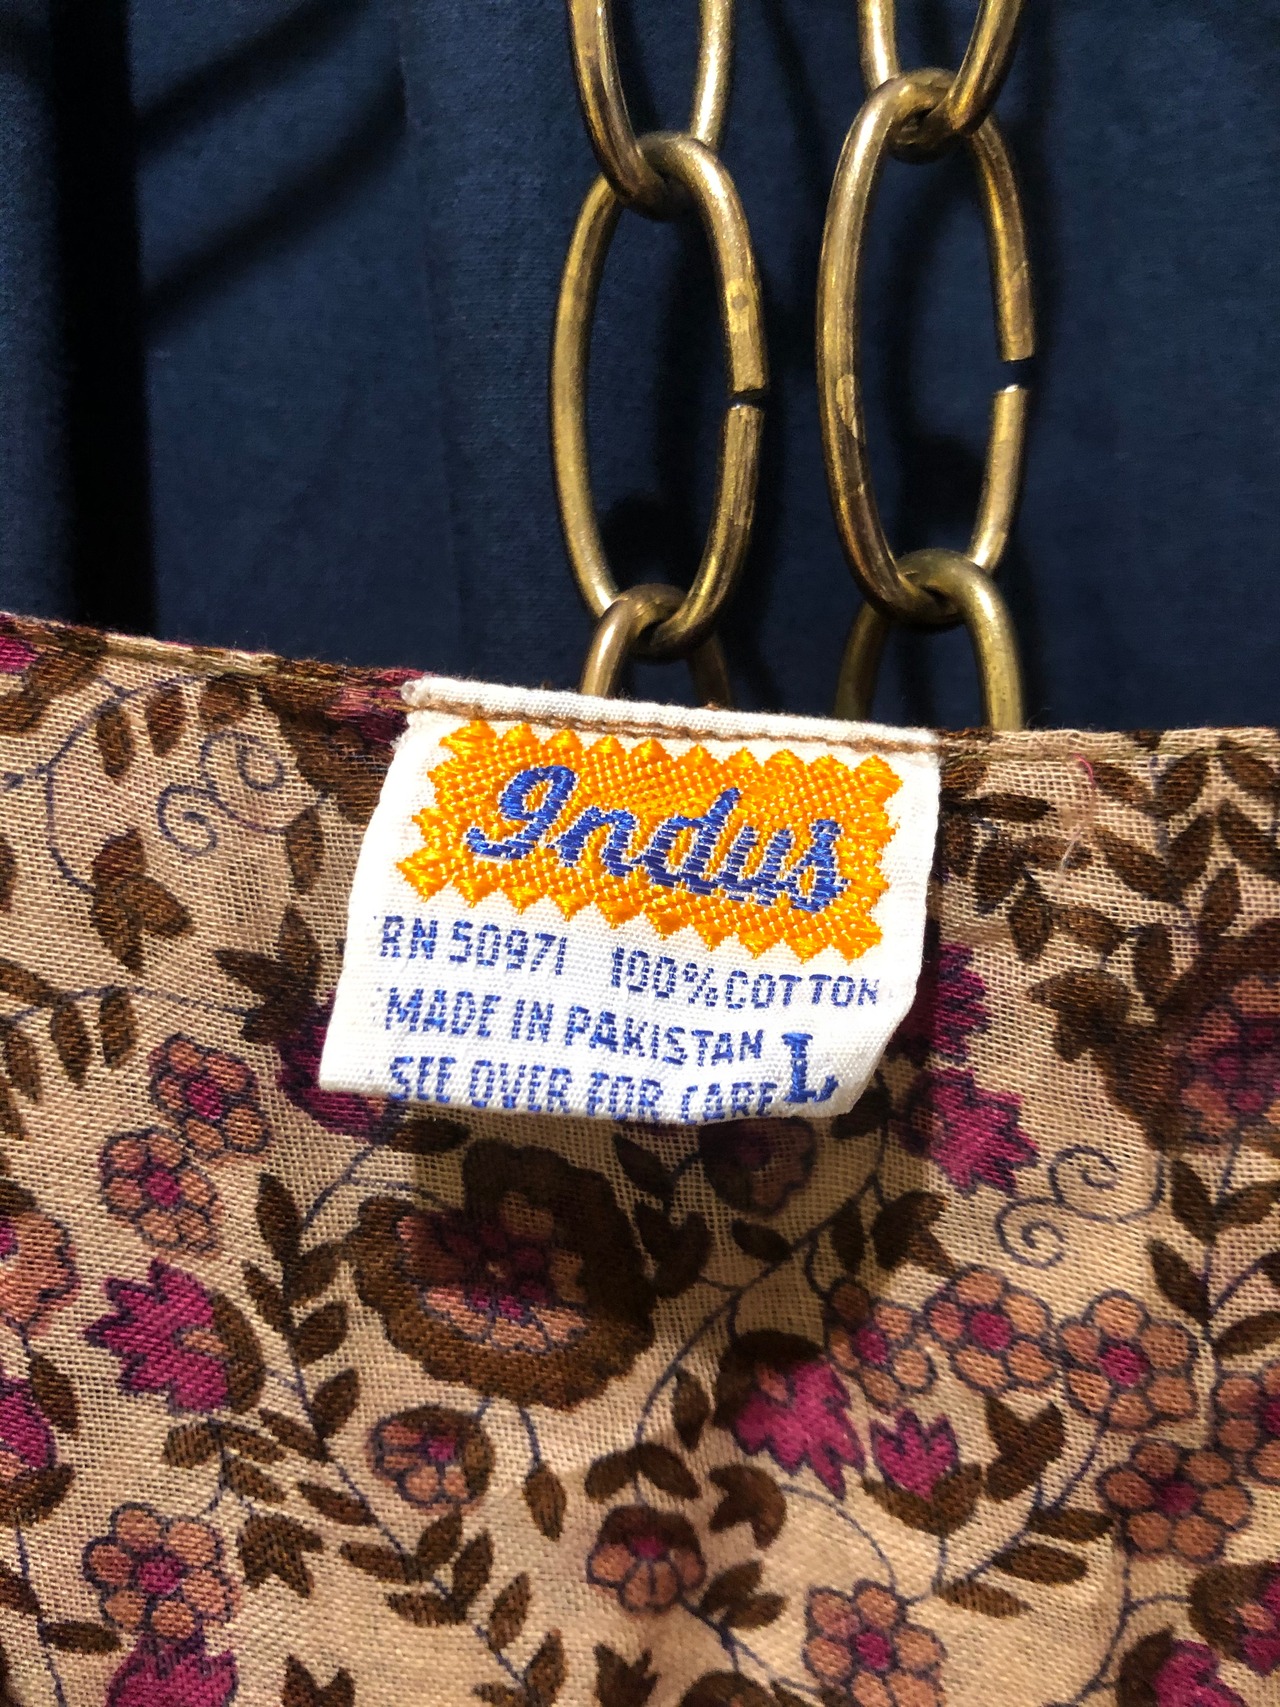 Indus
RN 50971 100% COTTON
MADE IN PAKISTAN
SEE OVER FOR CARE L